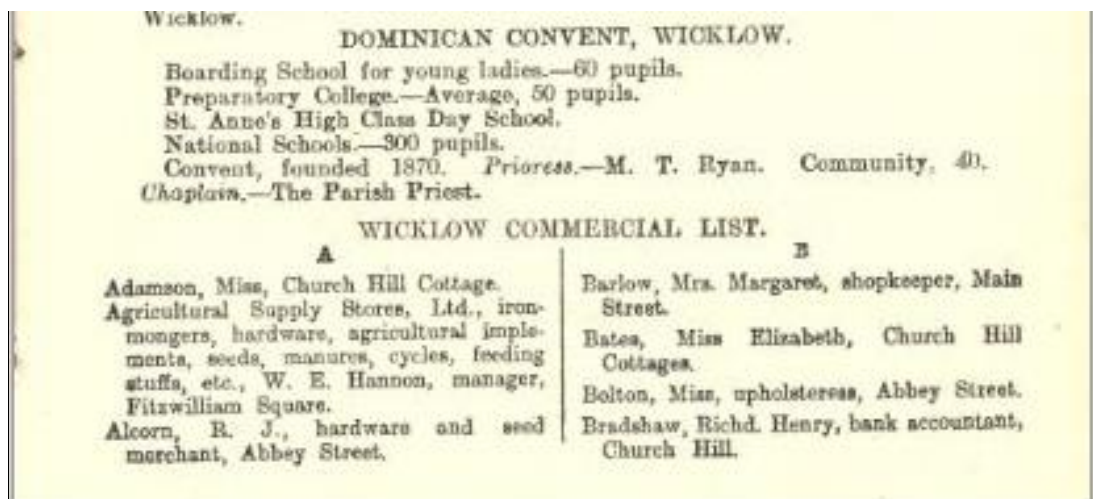 Wicklow.
DOMINICAN CONVENT, WICKLOW.
Boarding School for young ladies.—60 pupils.
Preparatory College.—Average, 50 pupils.
St. Anne's High Class Day School.
National Schools.—300 pupils.
Convent, founded 1870. Prioress.—M. T. Ryan. Community, 40.
Chaplain.—The Parish Priest.
WICKLOW COMMERCIAL LIST.
A
Adamson, Miss, Church Hill Cottage.
Agricultural Supply Stores, Ltd., iron-
mongers, hardware, agricultural imple-
ments, seeds, manures, cycles, feeding
stuffs, etc., W. E. Hannon, manager,
Fitzwilliam Square.
Alcorn, R. J., hardware and seed
merchant, Abbey Street.
B
Barlow, Mrs. Margaret, shopkeeper, Main
Street.
Bates, Miss Elizabeth, Church Hill
Cottages.
Bolton, Miss, upholsteress, Abbey Street.
Bradshaw, Richd. Henry, bank accountant,
Church Hill.